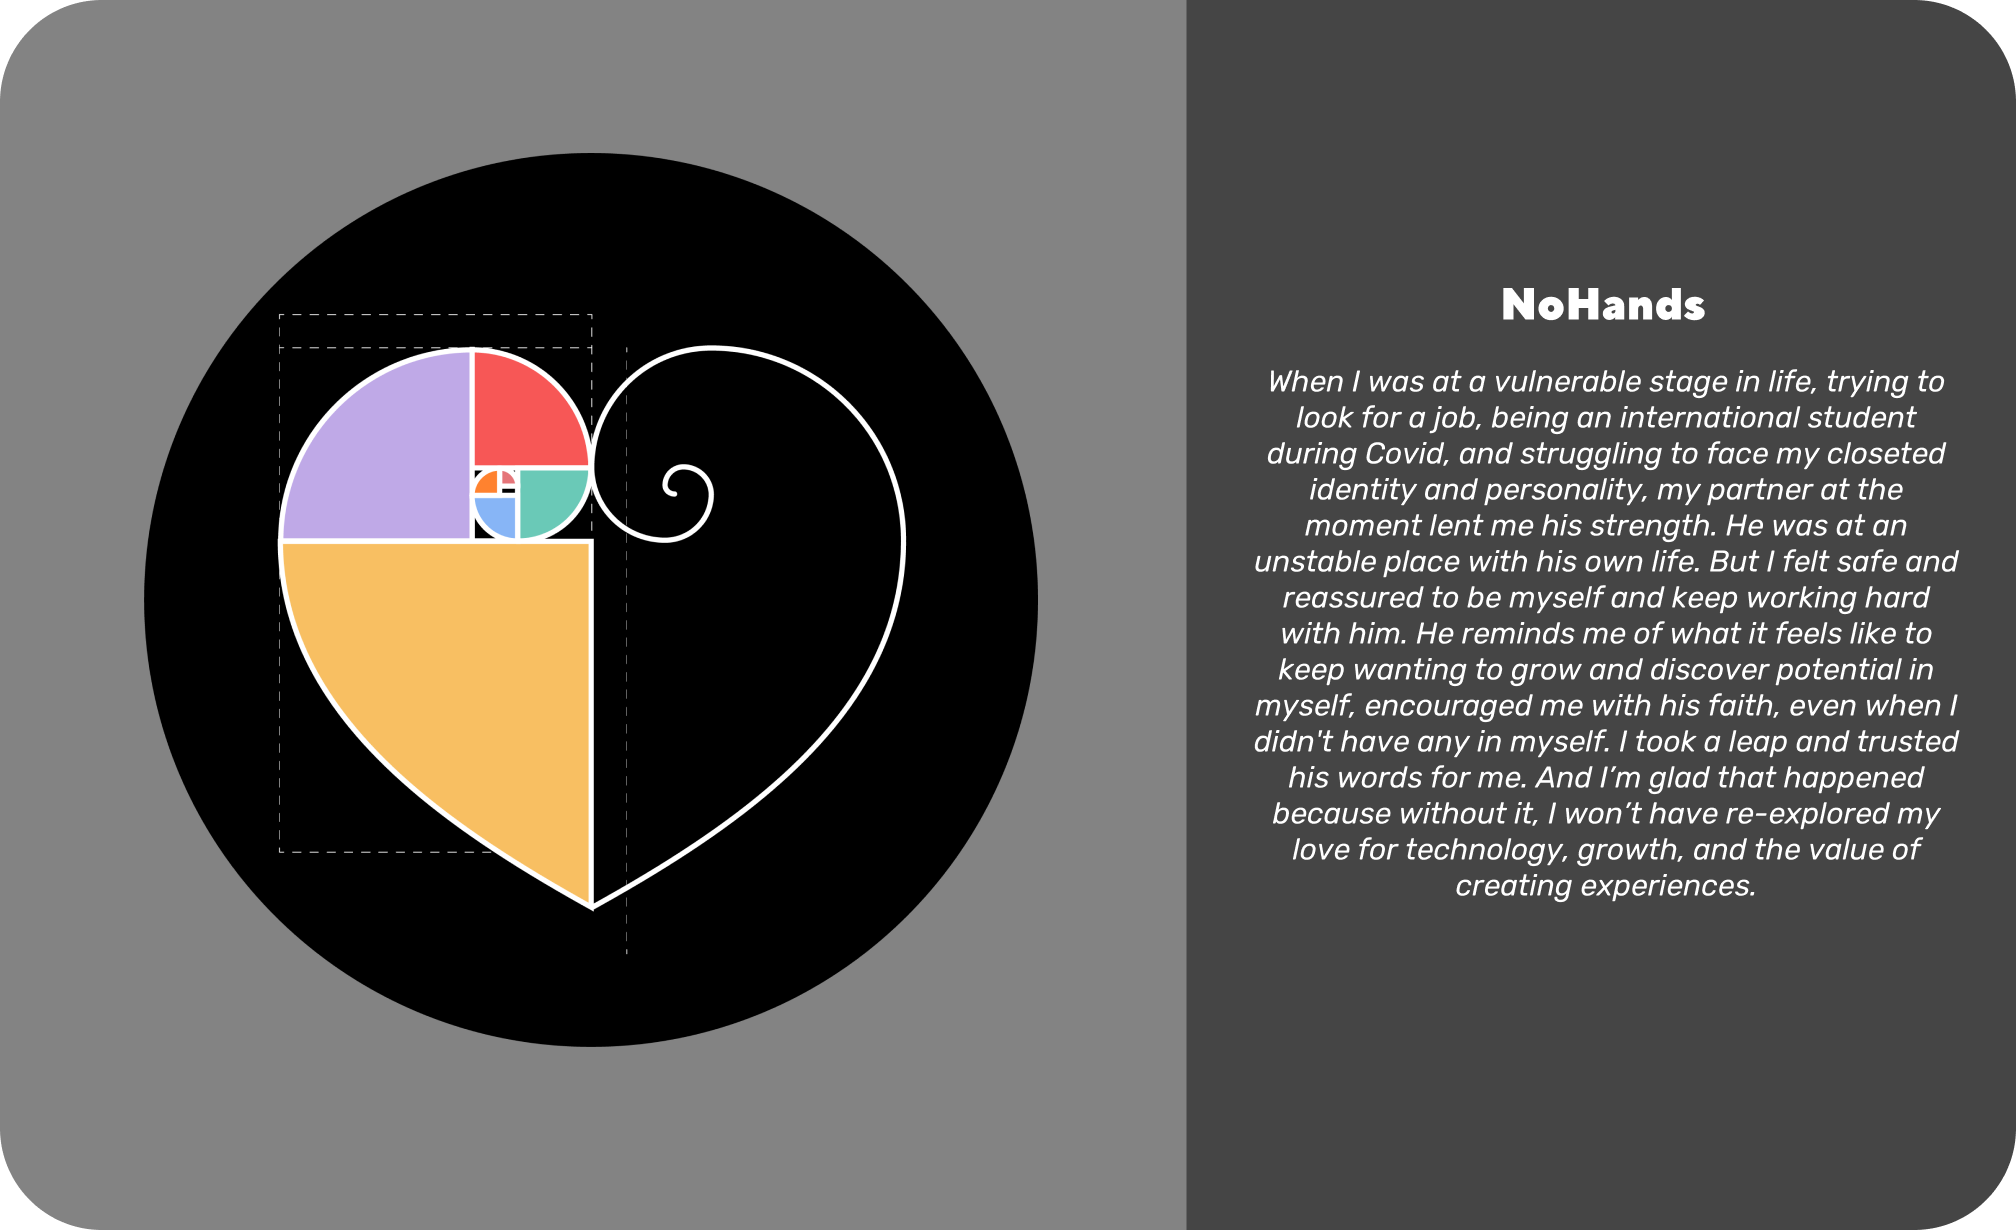 NoHands
When I was at a vulnerable stage in life, trying to
look for a job, being an international student
during Covid, and struggling to face my closeted
identity and personality, my partner at the
moment lent me his strength. He was at an
unstable place with his own life. But I felt safe and
reassured to be myself and keep working hard
with him. He reminds me of what it feels like to
keep wanting to grow and discover potential in
myself, encouraged me with his faith, even when I
didn't have any in myself. I took a leap and trusted
his words for me. And I’m glad that happened
because without it, I won’t have re-explored my
love for technology, growth, and the value of
creating experiences.